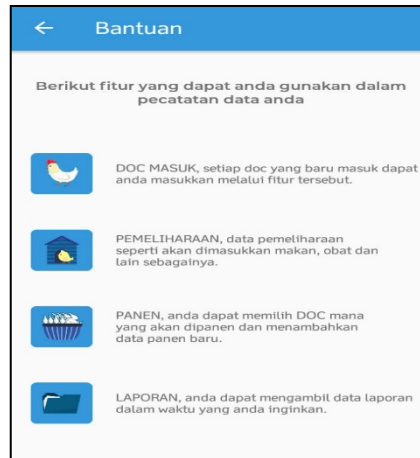 Bantuan
Berikut fitur yang dapat anda gunakan dalam
pecatatan data anda
DOC MASUK, setiap doc yang baru masuk dapat
anda masukkan melalui fitur tersebut.
PEMELIHARAAN, data pemeliharaan
seperti akan dimasukkan makan, obat dan
lain sebagainya.
PANEN, anda dapat memilih DOC mana
yang akan dipanen dan menambahkan
data panen baru.
LAPORAN, anda dapat mengambil data laporan
dalam waktu yang anda inginkan.